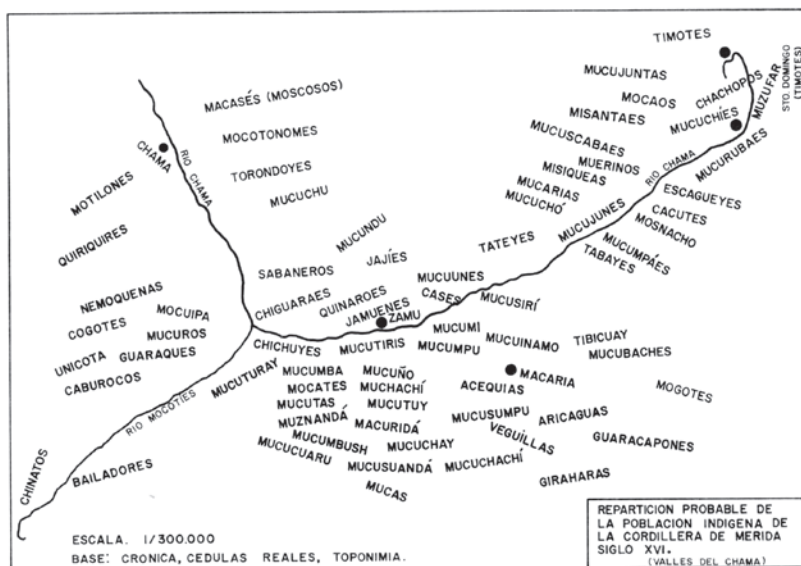 TIMOTES
MUCUJUNTAS
MOCAOS
CHACHOPOS
MUZUFAR
STO. DOMINGO
(TIMOTES)
MISANTAES
MUCUCHÍES
MACASÉS (MOSCOSOS)
MOCOTONOMES
MUCUSCABAES
MUERINOS
MUCURUBAES
CHAMA
RIO CHAMA
TORONDOYES
MISIQUEAS
RIO CHAMA
ESCAGUEYES
MOTILONES
MUCUCHU
MUCARIAS
MUCUCHÓ
CACUTES
MOSNACHO
QUIRIQUIRES
MUCUNDU
MUCUJUNES
MUCUMPÁES
TATEYES
TABAYES
SABANEROS
JAJÍES
NEMOQUENAS
MUCUUNES
MOCUIPA
CHIGUARAES
QUINAROES
CASES
MUCUSIRÍ
COGOTES
JAMUENES
ZAMU
MUCUROS
MUCUMI
UNICOTA
GUARAQUES
CHICHUYES
MUCUTIRIS
MUCUMPU
MUCUINAMO
TIBICUAY
MUCUBACHES
CABUROCOS
MUCUTURAY
MUCUMBA
MUCUÑO
MACARIA
MOCATES
MUCHACHÍ
ACEQUIAS
MOGOTES
MUCUTAS
MUCUTUY
MUZNANDÁ
MACURIDÁ
MUCUSUMPU
ARICAGUAS
RIO MOCOTÍES
MUCUMBUSH
MUCUCHAY
VEGUILLAS
GUARACAPONES
MUCUCUARU
MUCUSUANDÁ
MUCUCHACHÍ
CHINATOS
BAILADORES
MUCAS
GIRAHARAS
ESCALA. 1/300.000
BASE: CRONICA, CEDULAS REALES, TOPONIMIA.
REPARTICION PROBABLE DE
LA POBLACION INDIGENA DE
LA CORDILLERA DE MERIDA
SIGLO XVI.
(VALLES DEL CHAMA)